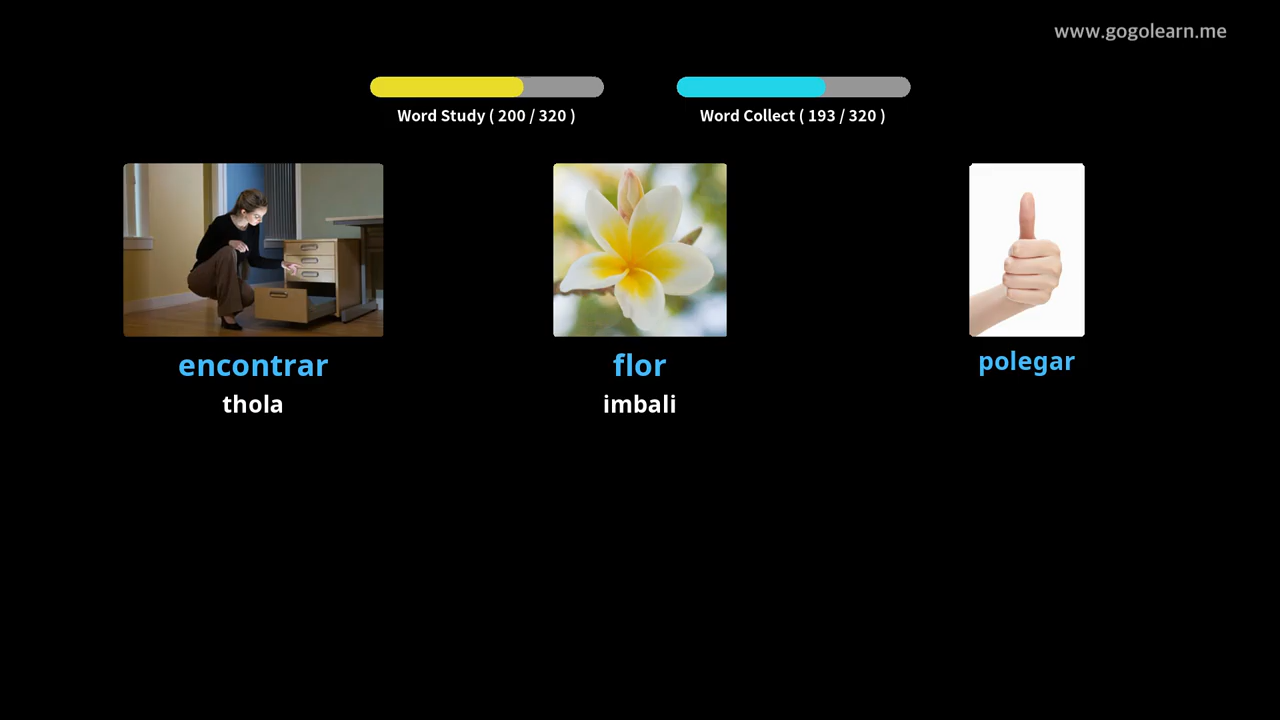 www.gogolearn.me
Word Study ( 200 / 320 )
Word Collect ( 193 / 320 )
encontrar
thola
flor
imbali
polegar